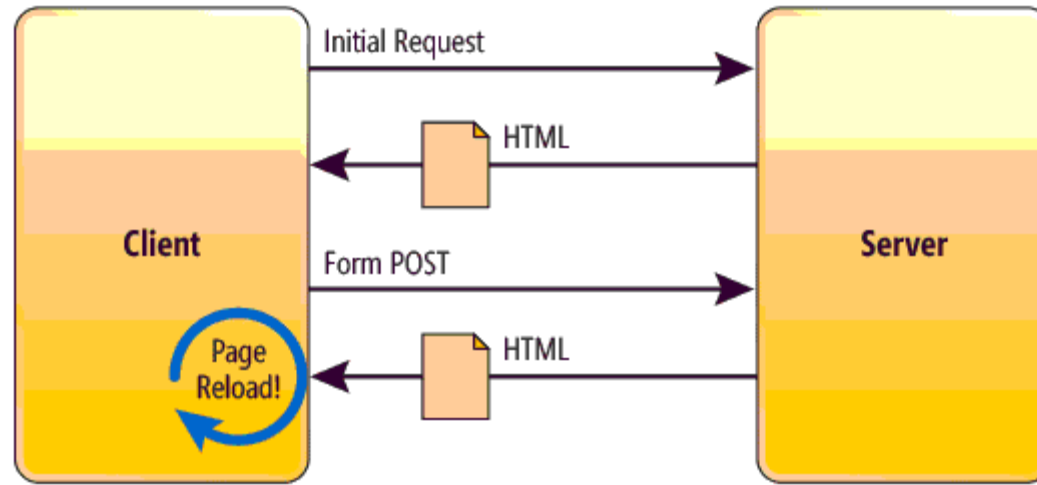 Initial Request
HTML
Client
Server
Form POST
HTML
Page
Reload!